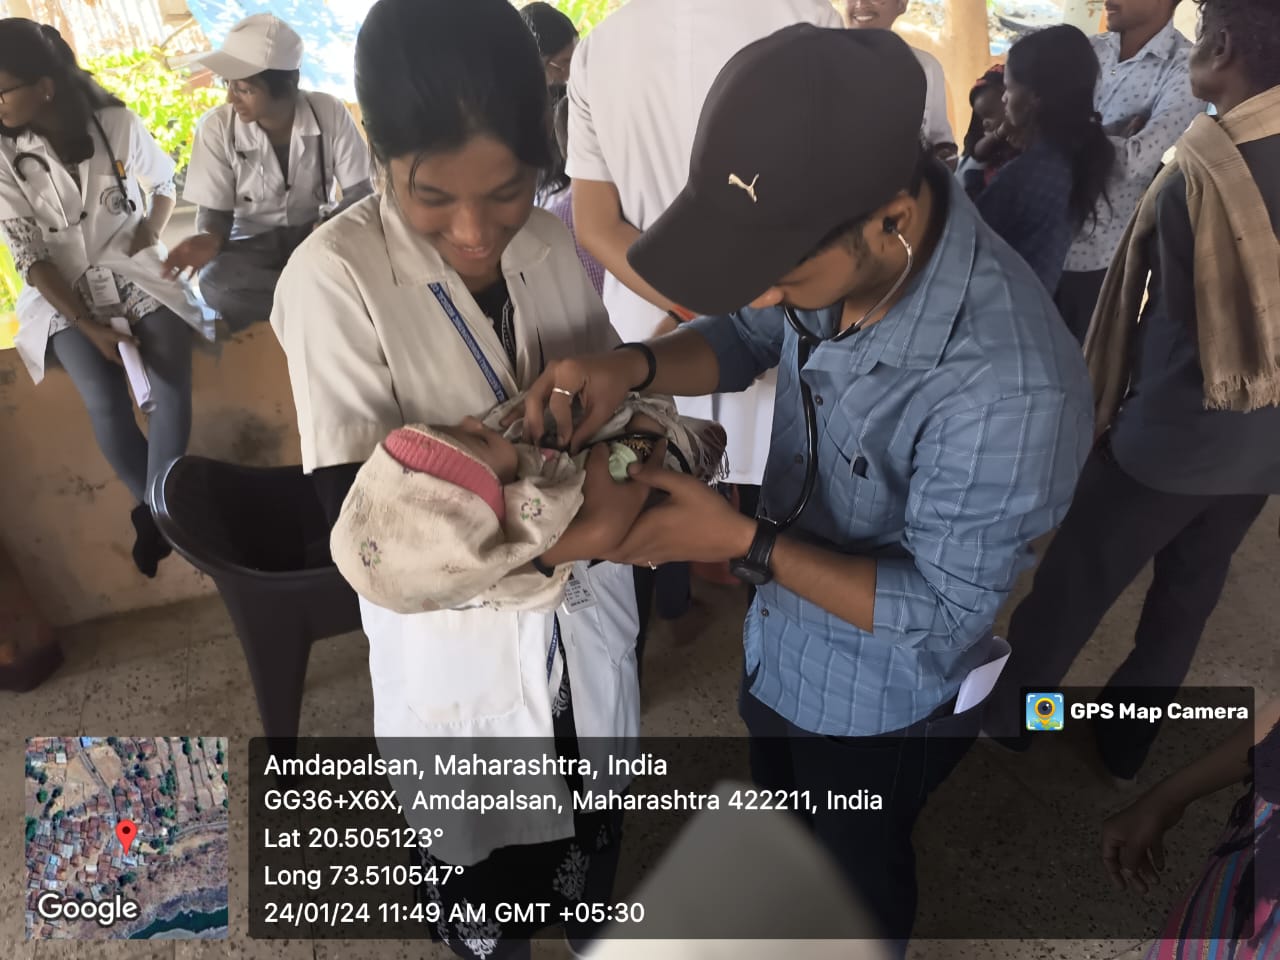 GPS Map Camera
Amdapalsan, Maharashtra, India
GG36+X6X, Amdapalsan, Maharashtra 422211, India
Lat 20.505123°
Long 73.510547°
24/01/24 11:49 AM GMT +05:30
Google